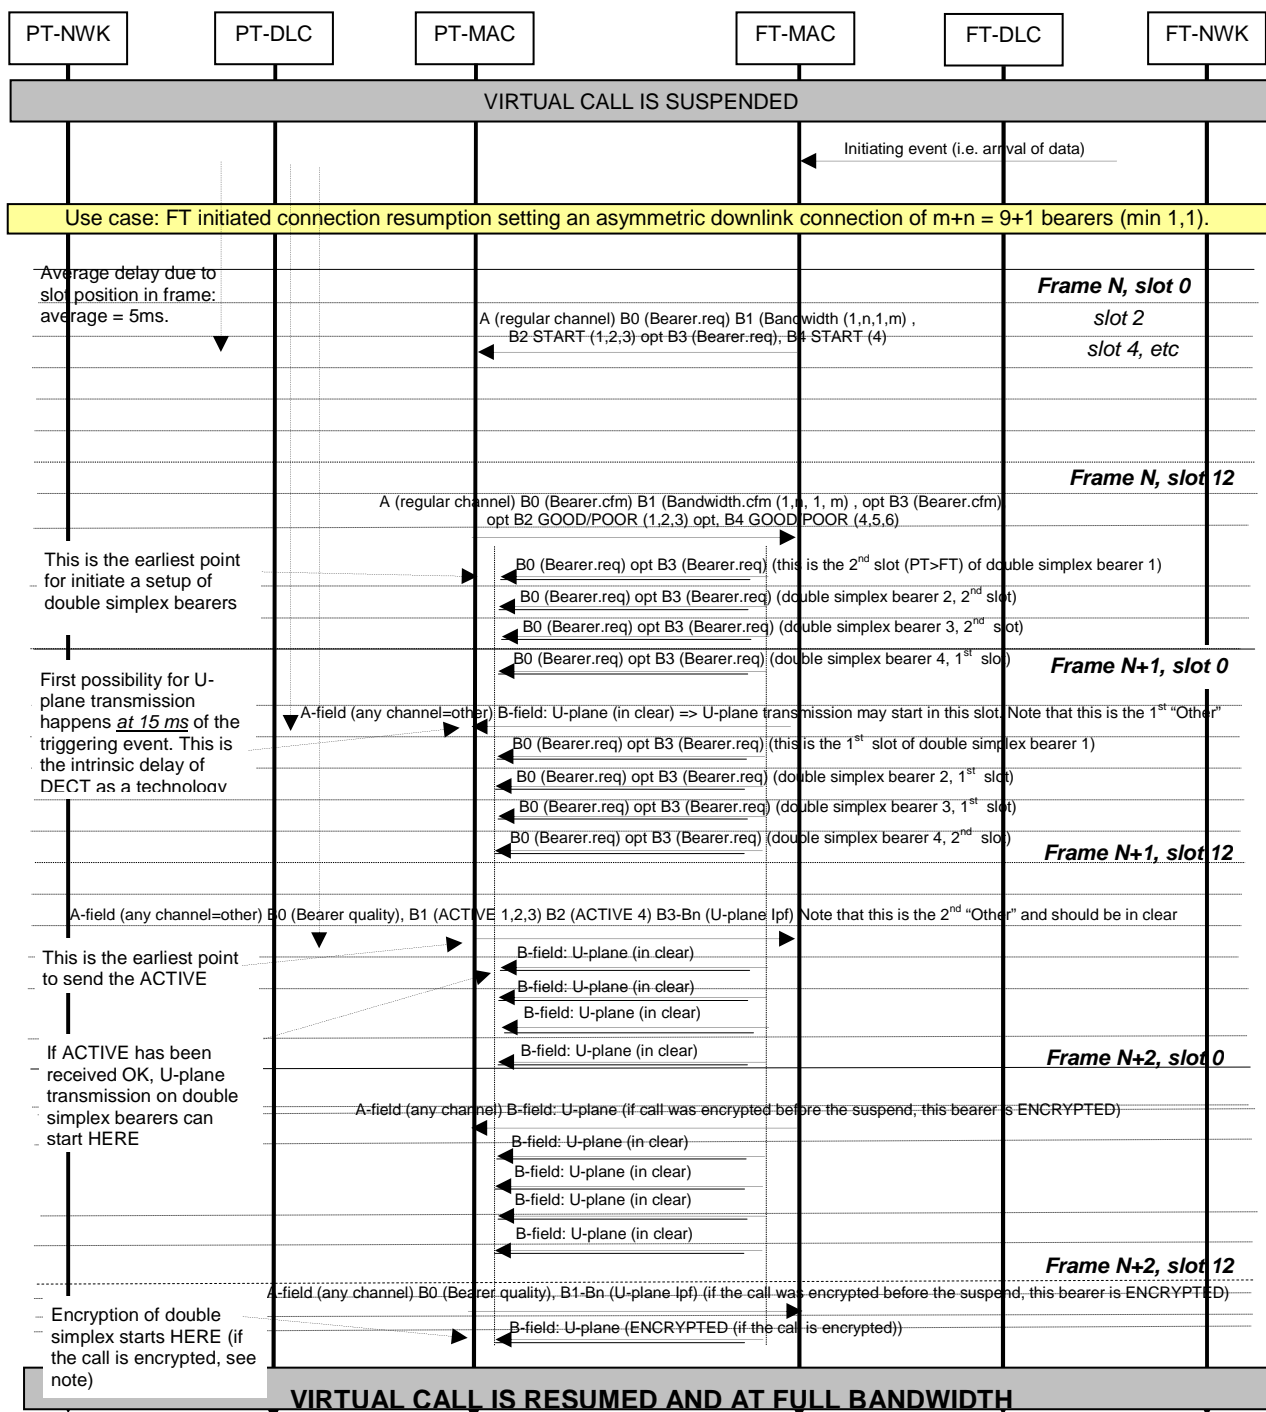 PT-NWK PT-DLC PT-MAC FT-MAC FT-DLC FT-NWK
VIRTUAL CALL IS SUSPENDED
Initiating event (i.e. arrival of data)
Use case: FT initiated connection resumption setting an asymmetric downlink connection of m+n = 9+1 bearers (min 1,1).
Average delay due to
slot position in frame:
average = 5ms.
Frame N, slot 0
slot 2
slot 4, etc
A (regular channel) B0 (Bearer.req) B1 (Bandwidth (1,n,1,m) ,
B2 START (1,2,3) opt B3 (Bearer.req), B4 START (4)
Frame N, slot 12
A (regular channel) B0 (Bearer.cfm) B1 (Bandwidth.cfm (1,n, 1, m) , opt B3 (Bearer.cfm)
opt B2 GOOD/POOR (1,2,3) opt, B4 GOOD/POOR (4,5,6)
This is the earliest point
for initiate a setup of
double simplex bearers
B0 (Bearer.req) opt B3 (Bearer.req) (this is the 2nd slot (PT>FT) of double simplex bearer 1)
B0 (Bearer.req) opt B3 (Bearer.req) (double simplex bearer 2, 2nd slot)
B0 (Bearer.req) opt B3 (Bearer.req) (double simplex bearer 3, 2nd slot)
B0 (Bearer.req) opt B3 (Bearer.req) (double simplex bearer 4, 1st slot)
Frame N+1, slot 0
First possibility for U-
plane transmission
happens at 15 ms of the
triggering event. This is
the intrinsic delay of
DECT as a technology
A-field (any channel=other) B-field: U-plane (in clear) => U-plane transmission may start in this slot. Note that this is the 1st “Other”
B0 (Bearer.req) opt B3 (Bearer.req) (this is the 1st slot of double simplex bearer 1)
B0 (Bearer.req) opt B3 (Bearer.req) (double simplex bearer 2, 1st slot)
B0 (Bearer.req) opt B3 (Bearer.req) (double simplex bearer 3, 1st slot)
B0 (Bearer.req) opt B3 (Bearer.req) (double simplex bearer 4, 2nd slot)
Frame N+1, slot 12
A-field (any channel=other) B0 (Bearer quality), B1 (ACTIVE 1,2,3) B2 (ACTIVE 4) B3-Bn (U-plane Ipf) Note that this is the 2nd “Other” and should be in clear
This is the earliest point
to send the ACTIVE
B-field: U-plane (in clear)
B-field: U-plane (in clear)
B-field: U-plane (in clear)
B-field: U-plane (in clear)
Frame N+2, slot 0
If ACTIVE has been
received OK, U-plane
transmission on double
simplex bearers can
start HERE
A-field (any channel) B-field: U-plane (if call was encrypted before the suspend, this bearer is ENCRYPTED)
B-field: U-plane (in clear)
B-field: U-plane (in clear)
B-field: U-plane (in clear)
B-field: U-plane (in clear)
Frame N+2, slot 12
A-field (any channel) B0 (Bearer quality), B1-Bn (U-plane Ipf) (if the call was encrypted before the suspend, this bearer is ENCRYPTED)
Encryption of double
simplex starts HERE (if
the call is encrypted, see
note)
B-field: U-plane (ENCRYPTED (if the call is encrypted))
VIRTUAL CALL IS RESUMED AND AT FULL BANDWIDTH